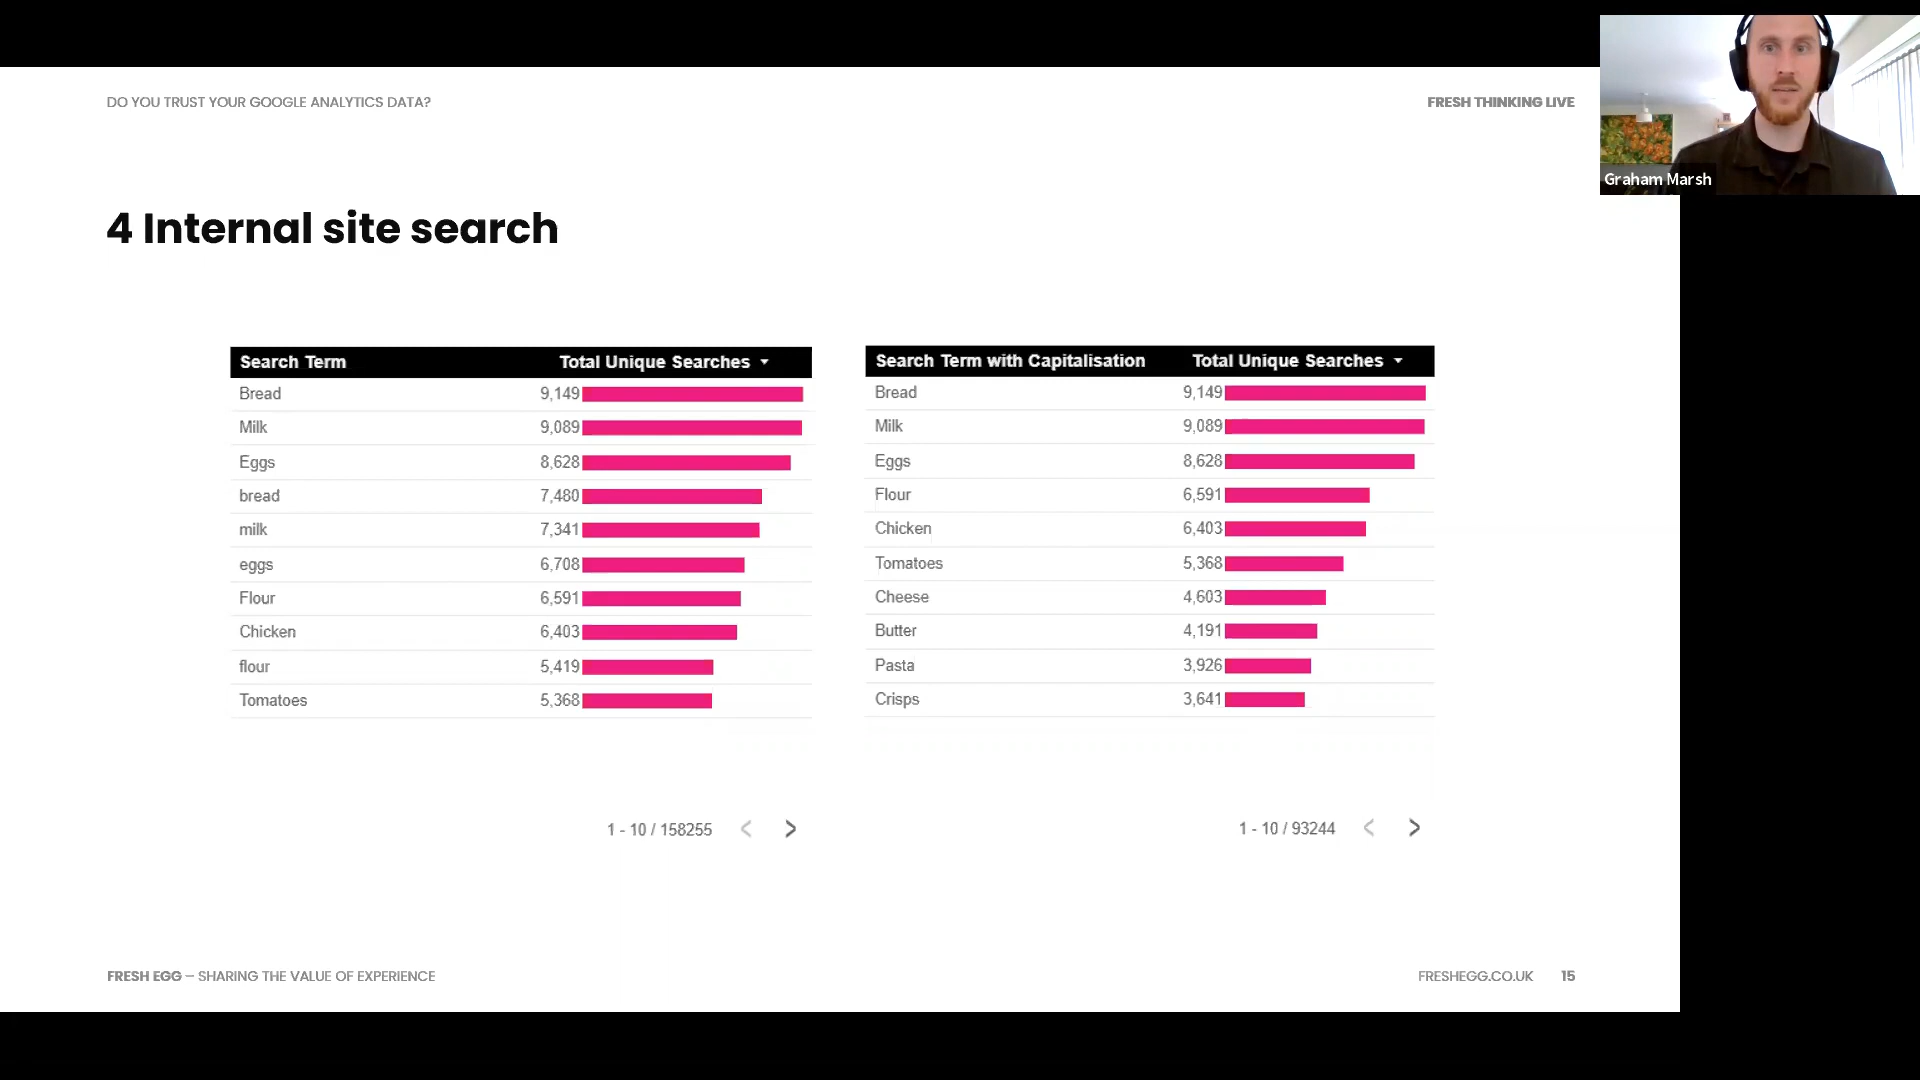 DO YOU TRUST YOUR GOOGLE ANALYTICS DATA?
FRESH THINKING LIVE
Graham Marsh
4 Internal site search
Search Term Total Unique Searches
Bread 9,149
Milk 9,089
Eggs 8,628
bread 7,480
milk 7,341
eggs 6,708
Flour 6,591
Chicken 6,403
flour 5,419
Tomatoes 5,368
1 - 10 / 158255
Search Term with Capitalisation Total Unique Searches
Bread 9,149
Milk 9,089
Eggs 8,628
Flour 6,591
Chicken 6,403
Tomatoes 5,368
Cheese 4,603
Butter 4,191
Pasta 3,926
Crisps 3,641
1 - 10 / 93244
FRESH EGG – SHARING THE VALUE OF EXPERIENCE
FRESHEGG.CO.UK 15